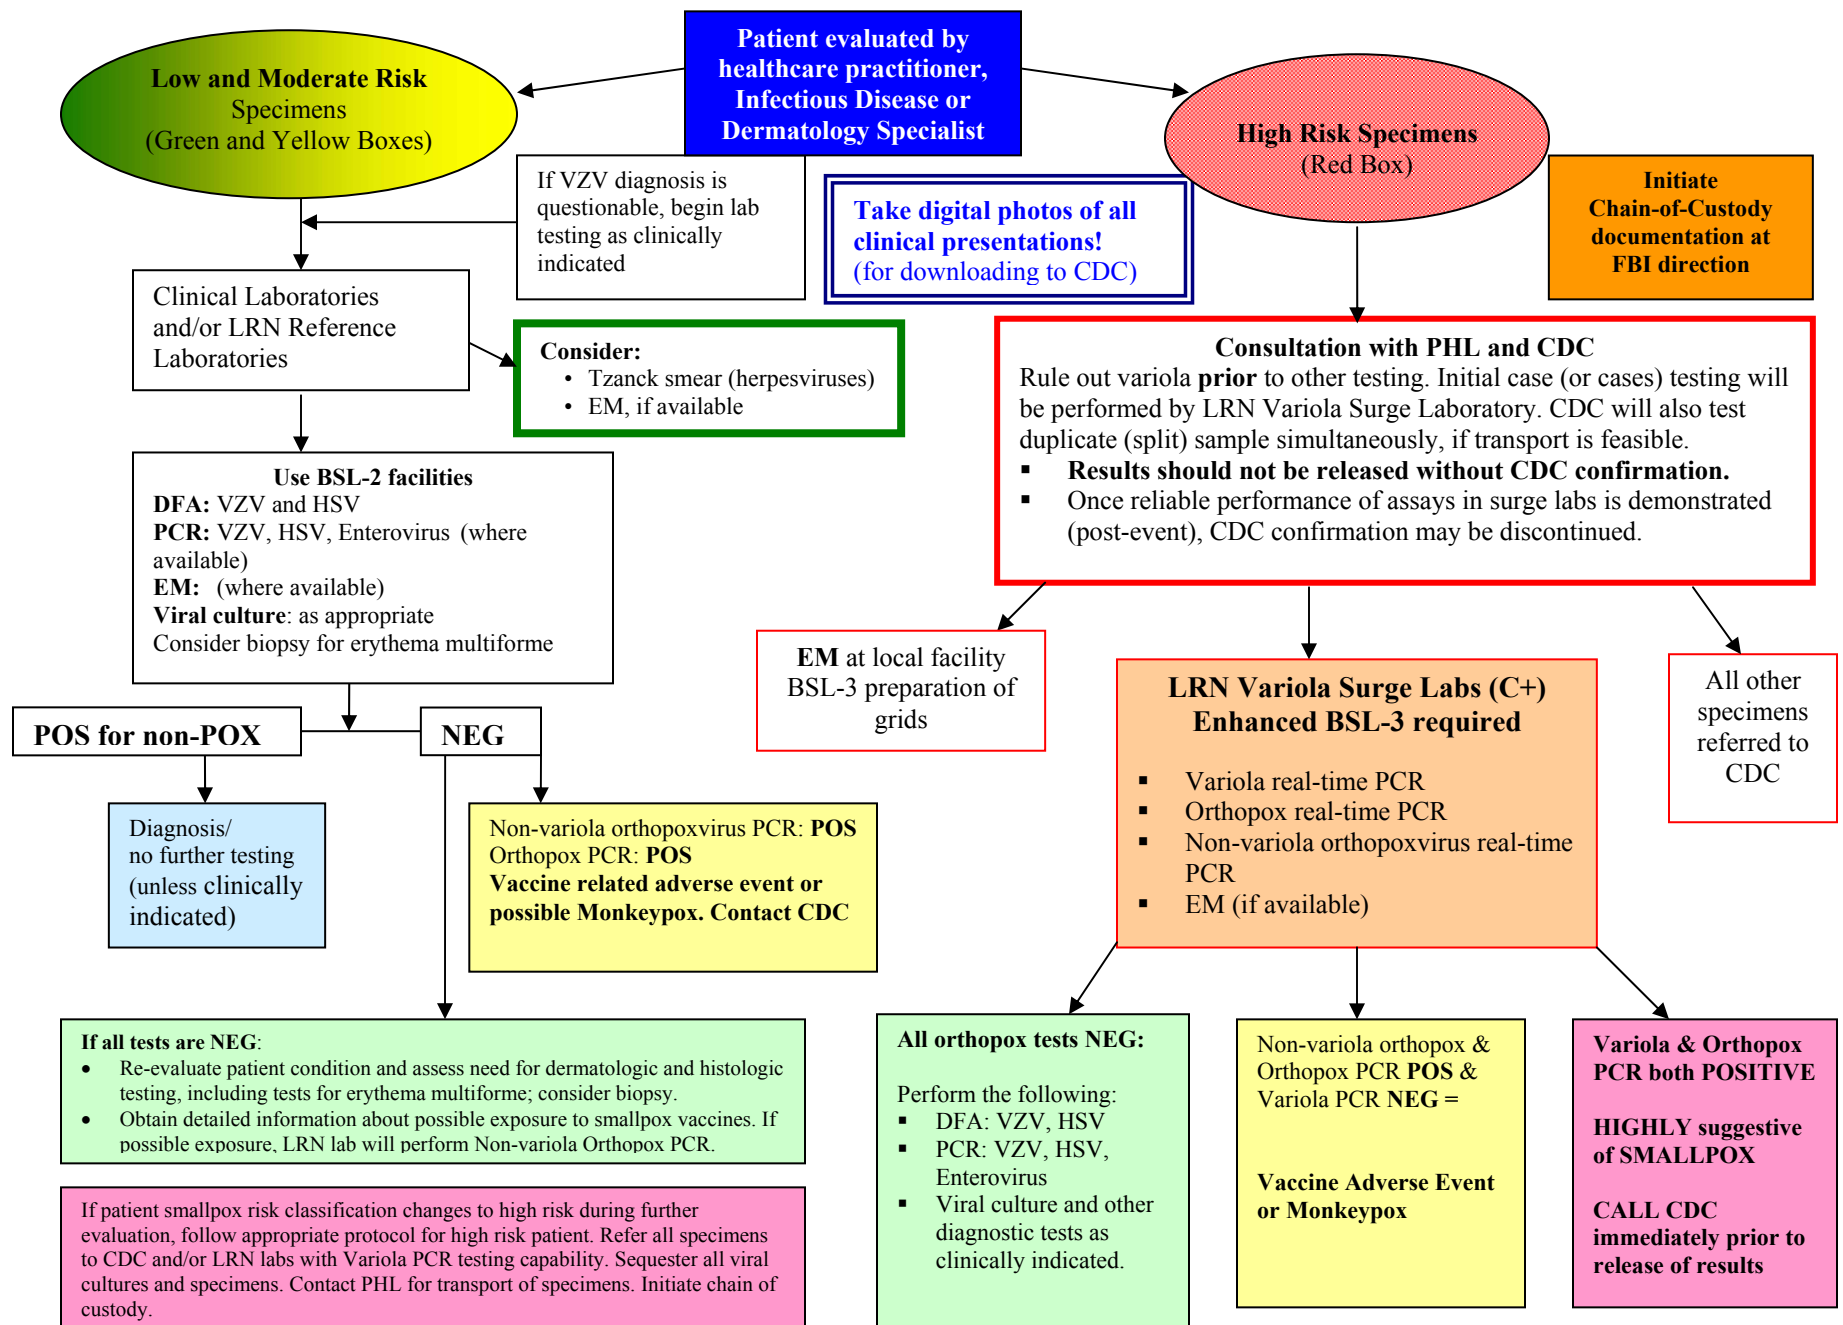 Patient evaluated by
healthcare practitioner,
Infectious Disease or
Dermatology Specialist
Low and Moderate Risk
Specimens
(Green and Yellow Boxes)
High Risk Specimens
(Red Box)
If VZV diagnosis is
questionable, begin lab
testing as clinically
indicated
Take digital photos of all
clinical presentations!
(for downloading to CDC)
Initiate
Chain-of-Custody
documentation at
FBI direction
Clinical Laboratories
and/or LRN Reference
Laboratories
Consider:
• Tzanck smear (herpesviruses)
• EM, if available
Consultation with PHL and CDC
Rule out variola prior to other testing. Initial case (or cases) testing will
be performed by LRN Variola Surge Laboratory. CDC will also test
duplicate (split) sample simultaneously, if transport is feasible.
▪ Results should not be released without CDC confirmation.
▪ Once reliable performance of assays in surge labs is demonstrated
(post-event), CDC confirmation may be discontinued.
Use BSL-2 facilities
DFA: VZV and HSV
PCR: VZV, HSV, Enterovirus (where
available)
EM: (where available)
Viral culture: as appropriate
Consider biopsy for erythema multiforme
EM at local facility
BSL-3 preparation of
grids
LRN Variola Surge Labs (C+)
Enhanced BSL-3 required
▪ Variola real-time PCR
▪ Orthopox real-time PCR
▪ Non-variola orthopoxvirus real-time
PCR
▪ EM (if available)
All other
specimens
referred to
CDC
POS for non-POX
NEG
Diagnosis/
no further testing
(unless clinically
indicated)
Non-variola orthopoxvirus PCR: POS
Orthopox PCR: POS
Vaccine related adverse event or
possible Monkeypox. Contact CDC
If all tests are NEG:
• Re-evaluate patient condition and assess need for dermatologic and histologic
testing, including tests for erythema multiforme; consider biopsy.
• Obtain detailed information about possible exposure to smallpox vaccines. If
possible exposure, LRN lab will perform Non-variola Orthopox PCR.
If patient smallpox risk classification changes to high risk during further
evaluation, follow appropriate protocol for high risk patient. Refer all specimens
to CDC and/or LRN labs with Variola PCR testing capability. Sequester all viral
cultures and specimens. Contact PHL for transport of specimens. Initiate chain of
custody.
All orthopox tests NEG:
Perform the following:
▪ DFA: VZV, HSV
▪ PCR: VZV, HSV,
Enterovirus
▪ Viral culture and other
diagnostic tests as
clinically indicated.
Non-variola orthopox &
Orthopox PCR POS &
Variola PCR NEG =
Vaccine Adverse Event
or Monkeypox
Variola & Orthopox
PCR both POSITIVE
HIGHLY suggestive
of SMALLPOX
CALL CDC
immediately prior to
release of results